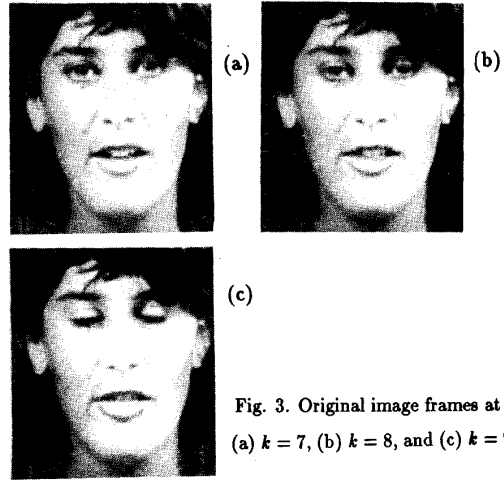 (a)
(b)
(c)
Fig. 3. Original image frames at
(a) k = 7, (b) k = 8, and (c) k =